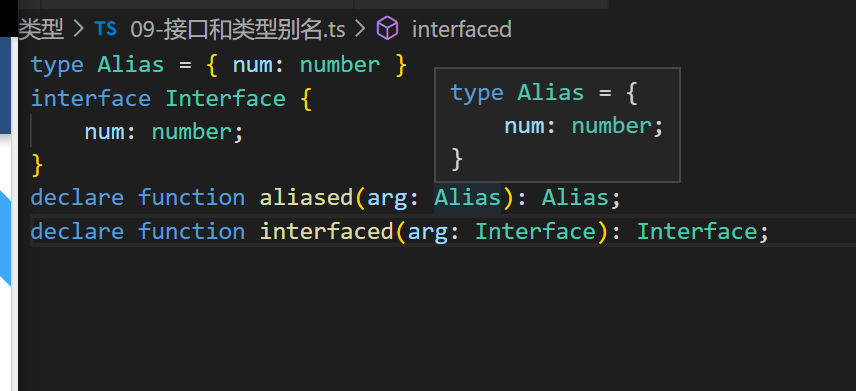 类型 > TS 09-接口和类型别名.ts > interfaced
type Alias = { num: number }
interface Interface {
    num: number;
}
declare function aliased(arg: Alias): Alias;
declare function interfaced(arg: Interface): Interface;
type Alias = {
    num: number;
}